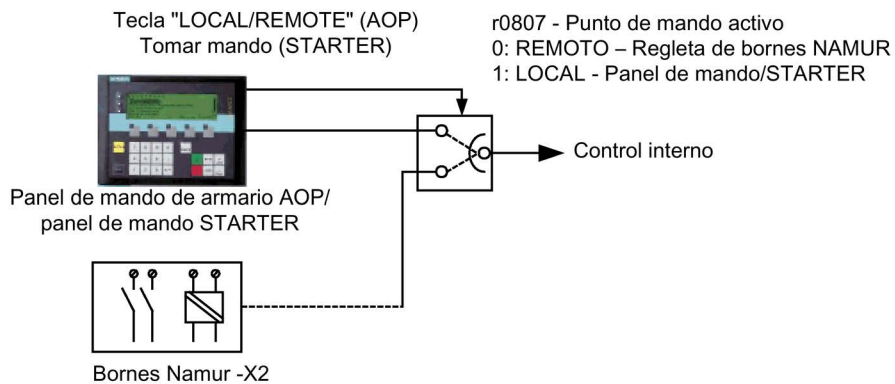 Tecla "LOCAL/REMOTE" (AOP)
Tomar mando (STARTER)
r0807 - Punto de mando activo
0: REMOTO – Regleta de bornes NAMUR
1: LOCAL - Panel de mando/STARTER
Control interno
Panel de mando de armario AOP/
panel de mando STARTER
Bornes Namur -X2